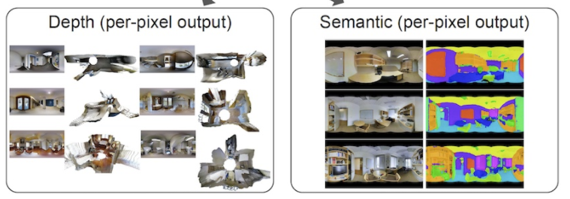 Depth (per-pixel output)
Semantic (per-pixel output)